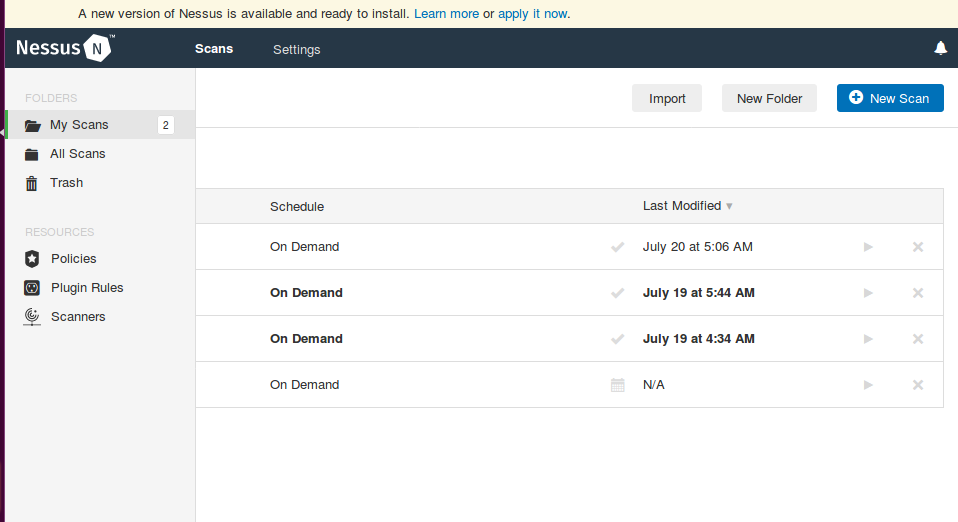 A new version of Nessus is available and ready to install. Learn more or apply it now.
Nessus N ™ Scans Settings
FOLDERS
My Scans 2
All Scans
Trash
RESOURCES
Policies
Plugin Rules
Scanners
Import New Folder New Scan
Schedule Last Modified
On Demand July 20 at 5:06 AM
On Demand July 19 at 5:44 AM
On Demand July 19 at 4:34 AM
On Demand N/A